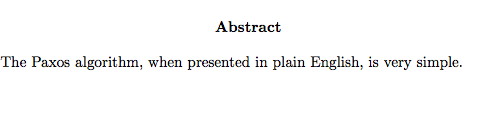 Abstract
The Paxos algorithm, when presented in plain English, is very simple.